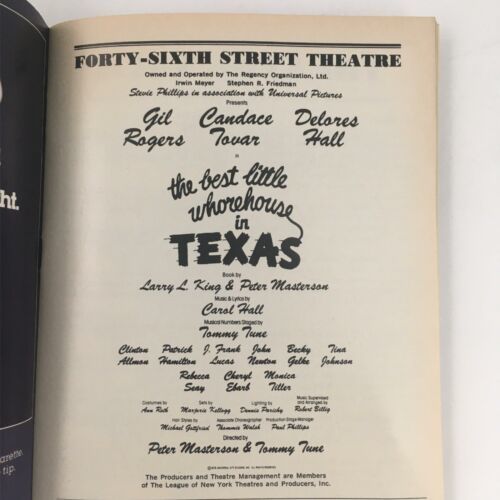 FORTY-SIXTH STREET THEATRE
Owned and Operated by The Regency Organization, Ltd.
Irwin Meyer Stephen R. Friedman
Stevie Phillips in association with Universal Pictures
Presents
Gil Candace Delores
Rogers Tovar Hall
in
the best little
whorehouse
in
TEXAS
Book by
Larry L. King & Peter Masterson
Music & Lyrics by
Carol Hall
Musical Numbers Staged by
Tommy Tune
Clinton Patrick J. Frank John Becky Tina
Allmon Hamilton Lucas Newton Gelke Johnson
Rebecca Cheryl Monica
Seay Ebarb Tiller
Costumes by Sets by Lighting by Music Supervised and Arranged by
Ann Roth Marjorie Kellogg Dennis Parichy Robert Billig
Hair Styles by Associate Choreographer Production Stage Manager
Michael Gottfried Thommie Walsh Paul Phillips
Directed by
Peter Masterson & Tommy Tune
The Producers and Theatre Management are Members
of The League of New York Theatres and Producers, Inc.
ht.
arette.
tip.